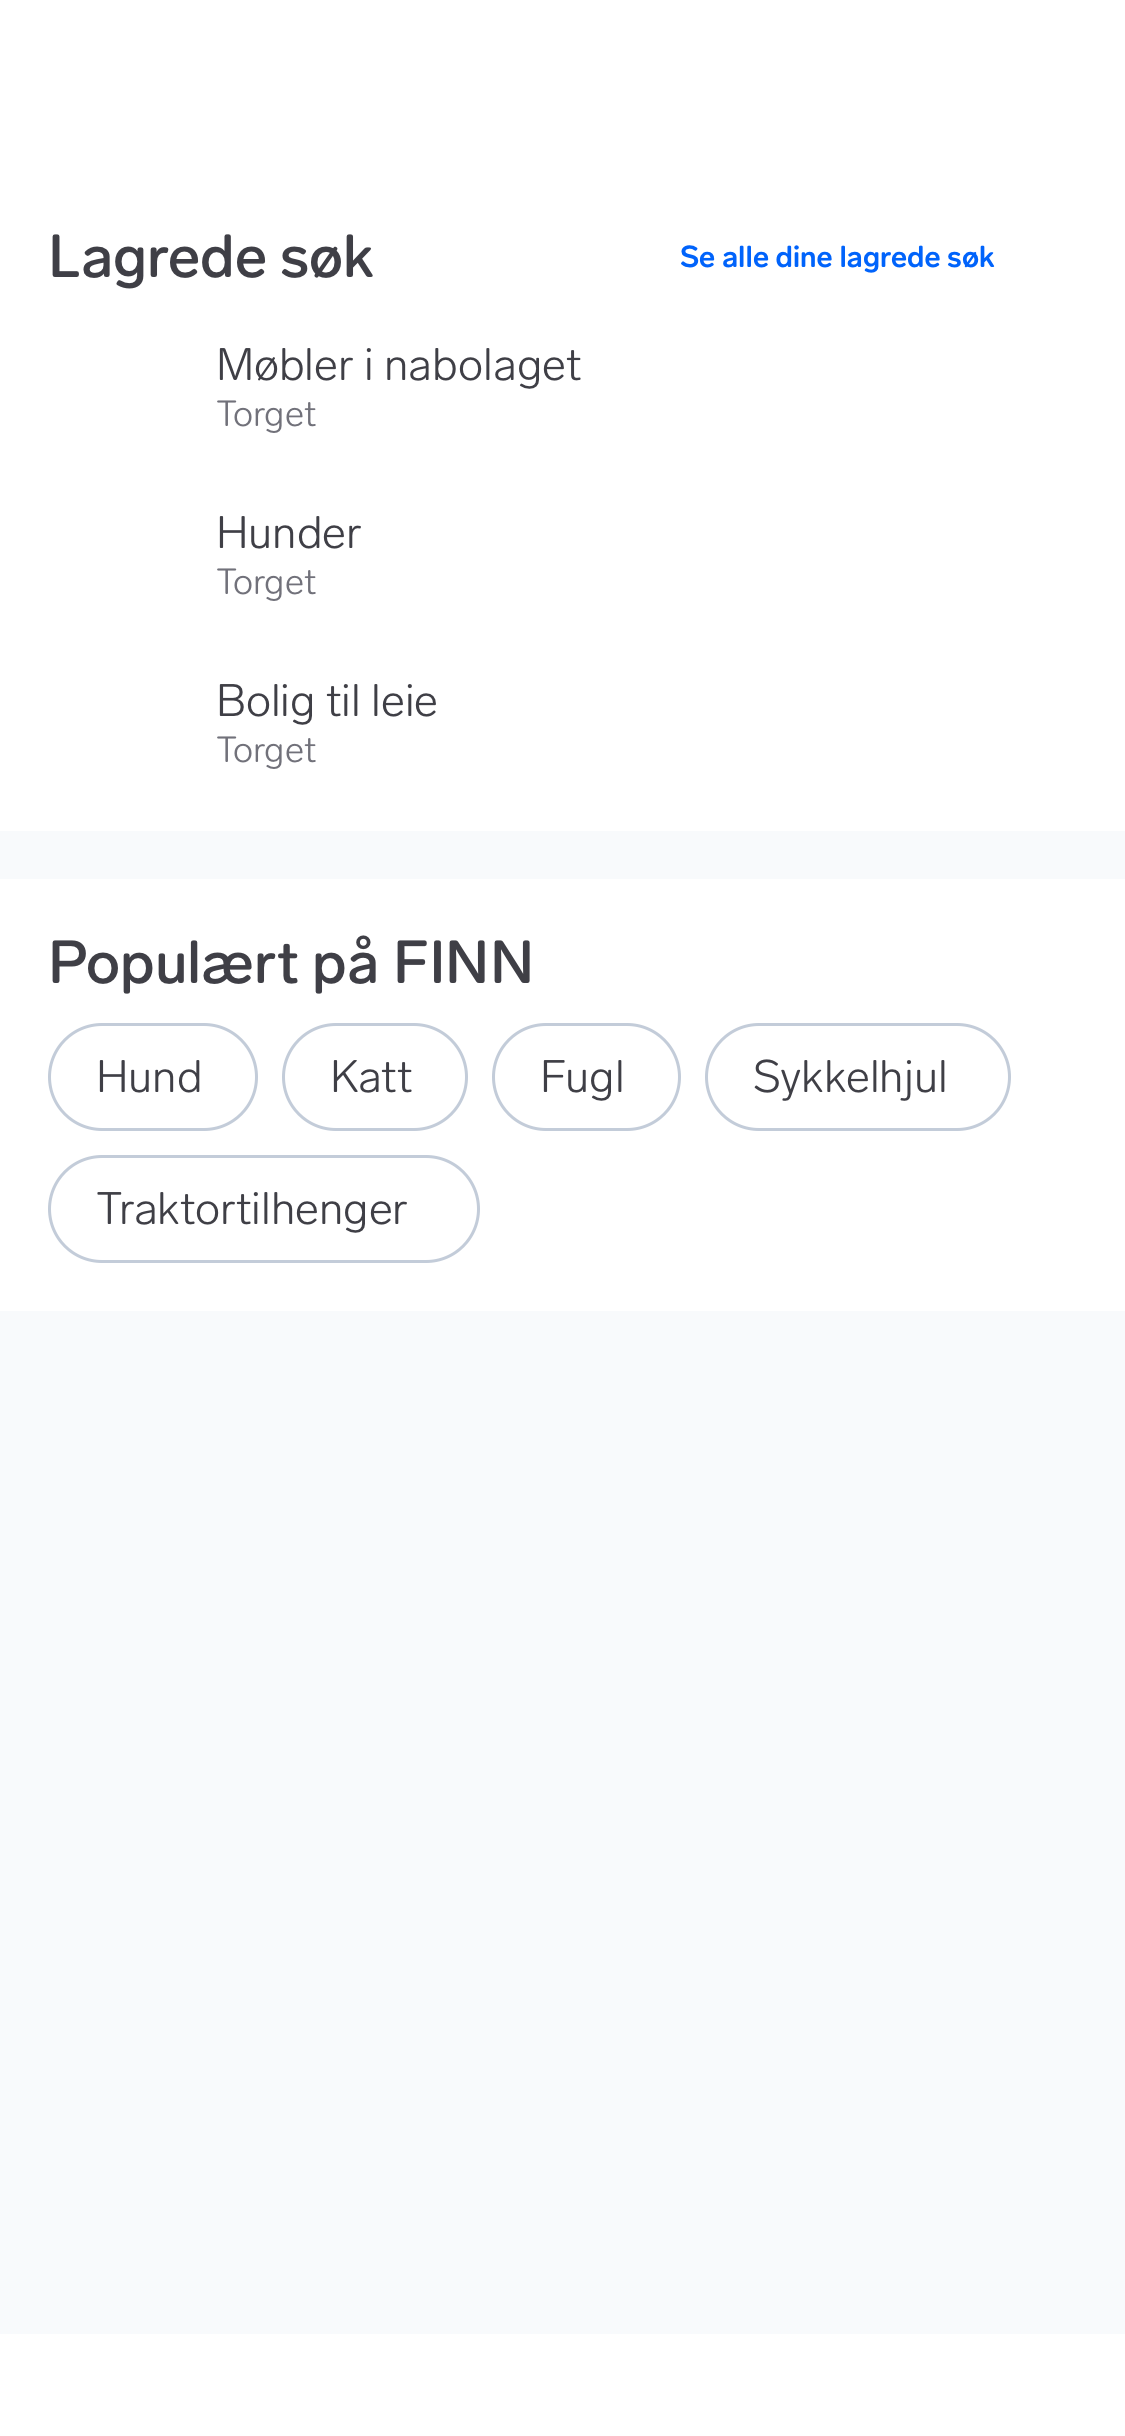 Lagrede søk
Se alle dine lagrede søk
Møbler i nabolaget
Torget
Hunder
Torget
Bolig til leie
Torget
Populært på FINN
Hund
Katt
Fugl
Sykkelhjul
Traktortilhenger